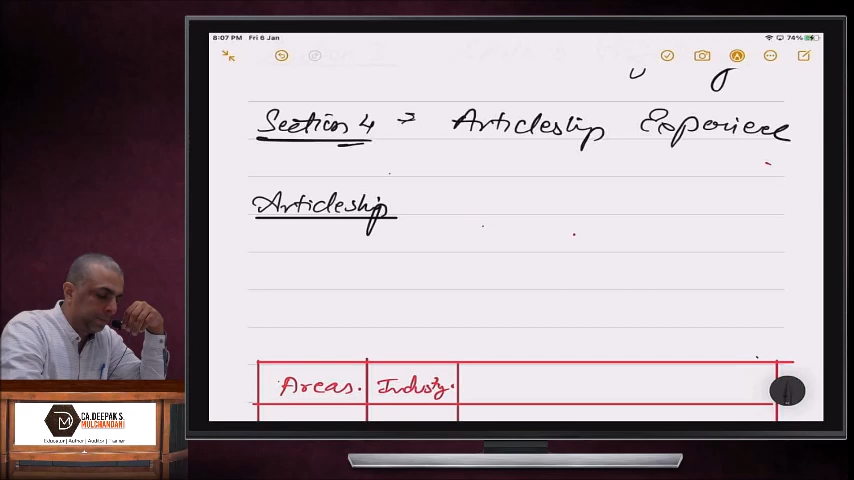 8:07 PM Fri 6 Jan
74%
Section 4 → Articleship Experience
Articleship
Areas. Industry.
CA.DEEPAK S.
MULCHANDANI
Educator | Author | Auditor | Trainer